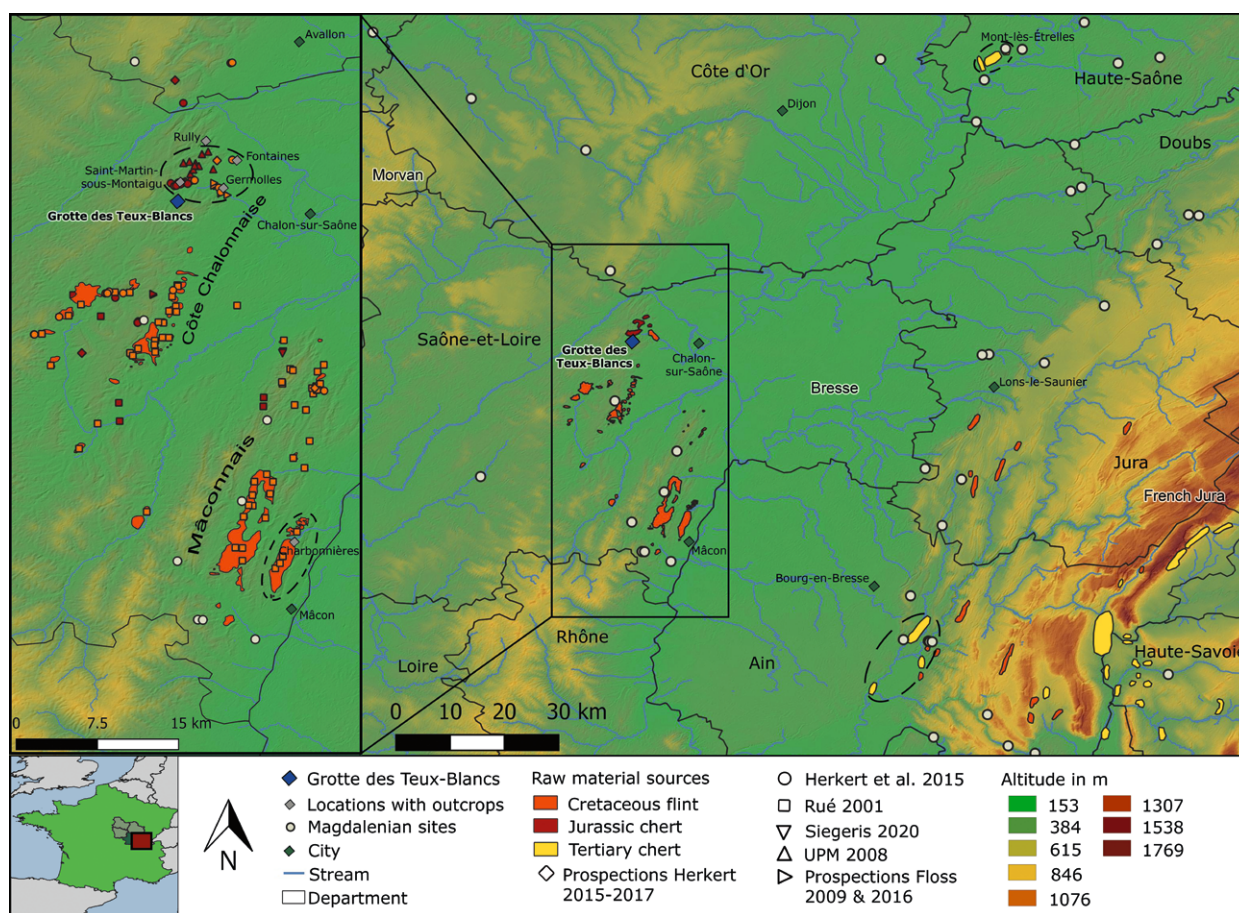 Avallon
Rully
Fontaines
Saint-Martin-
sous-Montaigu
Germolles
Grotte des Teux-Blancs
Chalon-sur-Saône
Côte Chalonnaise
Mâconnais
Charbonnières
Mâcon
0 7.5 15 km
Côte d'Or
Dijon
Mont-lès-Étrelles
Haute-Saône
Doubs
Morvan
Saône-et-Loire
Grotte des
Teux-Blancs
Chalon-
sur-Saône
Bresse
Lons-le-Saunier
Jura
French Jura
Mâcon
Bourg-en-Bresse
Rhône
Loire
Ain
Haute-Savoie
0 10 20 30 km
N
Grotte des Teux-Blancs
Locations with outcrops
Magdalenian sites
City
Stream
Department
Raw material sources
Cretaceous flint
Jurassic chert
Tertiary chert
Prospections Herkert
2015-2017
Herkert et al. 2015
Rué 2001
Siegeris 2020
UPM 2008
Prospections Floss
2009 & 2016
Altitude in m
153
384
615
846
1076
1307
1538
1769